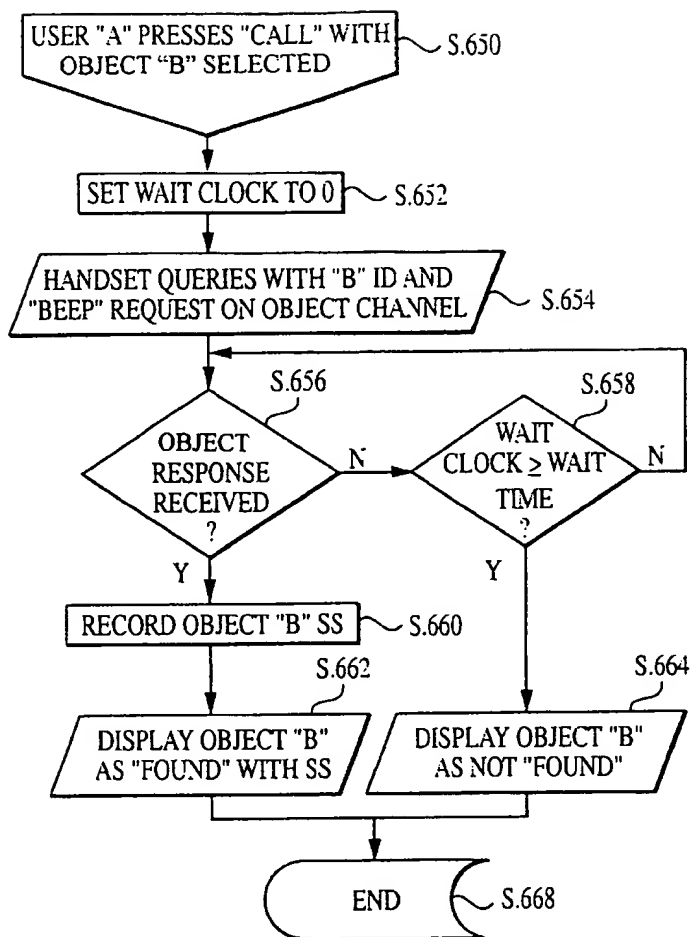 USER "A" PRESSES "CALL" WITH
OBJECT "B" SELECTED
S.650
SET WAIT CLOCK TO 0
S.652
HANDSET QUERIES WITH "B" ID AND
"BEEP" REQUEST ON OBJECT CHANNEL
S.654
S.656
OBJECT
RESPONSE
RECEIVED
?
N
Y
S.658
WAIT
CLOCK ≥ WAIT
TIME
?
N
Y
RECORD OBJECT "B" SS
S.660
S.662
DISPLAY OBJECT "B"
AS "FOUND" WITH SS
S.664
DISPLAY OBJECT "B"
AS NOT "FOUND"
END
S.668